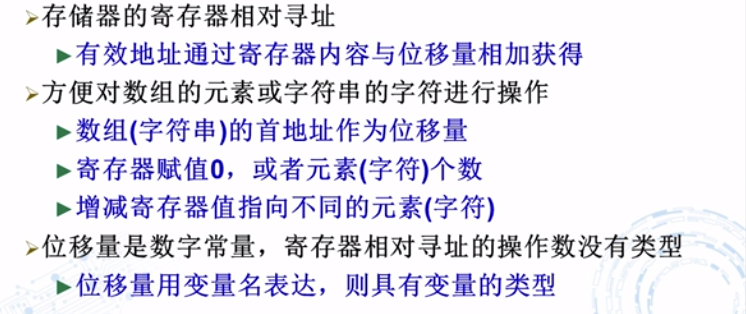 存储器的寄存器相对寻址
有效地址通过寄存器内容与位移量相加获得
方便对数组的元素或字符串的字符进行操作
数组(字符串)的首地址作为位移量
寄存器赋值0，或者元素(字符)个数
增减寄存器值指向不同的元素(字符)
位移量是数字常量，寄存器相对寻址的操作数没有类型
位移量用变量名表达，则具有变量的类型